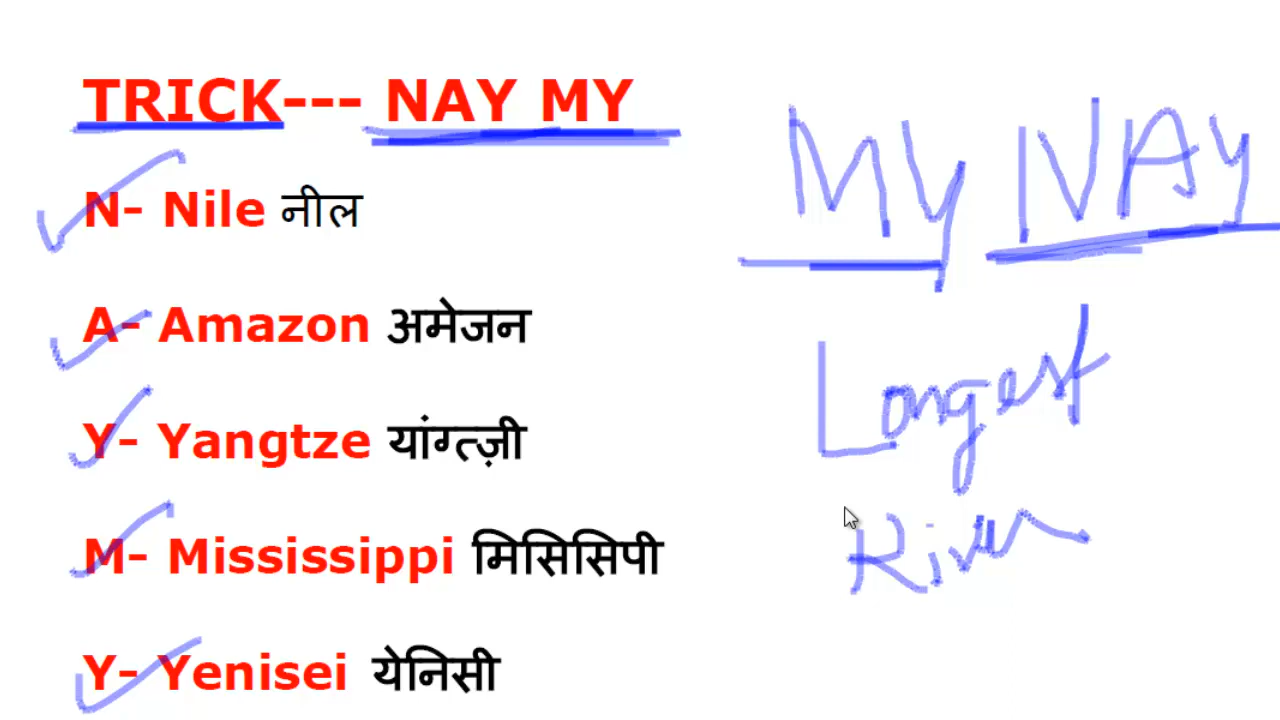 TRICK--- NAY MY
N- Nile नील
A- Amazon अमेजन
Y- Yangtze यांग्त्ज़ी
M- Mississippi मिसिसिपी
Y- Yenisei येनिसी
My NAy
Longest
River